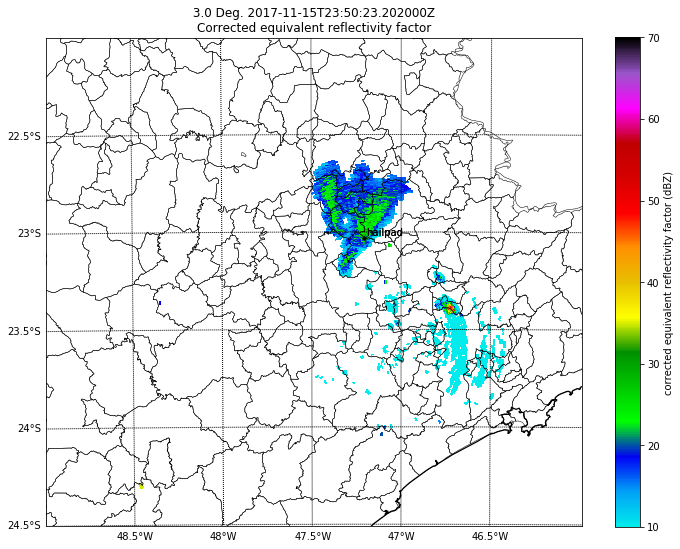 3.0 Deg. 2017-11-15T23:50:23.202000Z
Corrected equivalent reflectivity factor
70
60
50
40
30
20
10
corrected equivalent reflectivity factor (dBZ)
22.5°S
23°S
23.5°S
24°S
24.5°S
hailpad
48.5°W
48°W
47.5°W
47°W
46.5°W